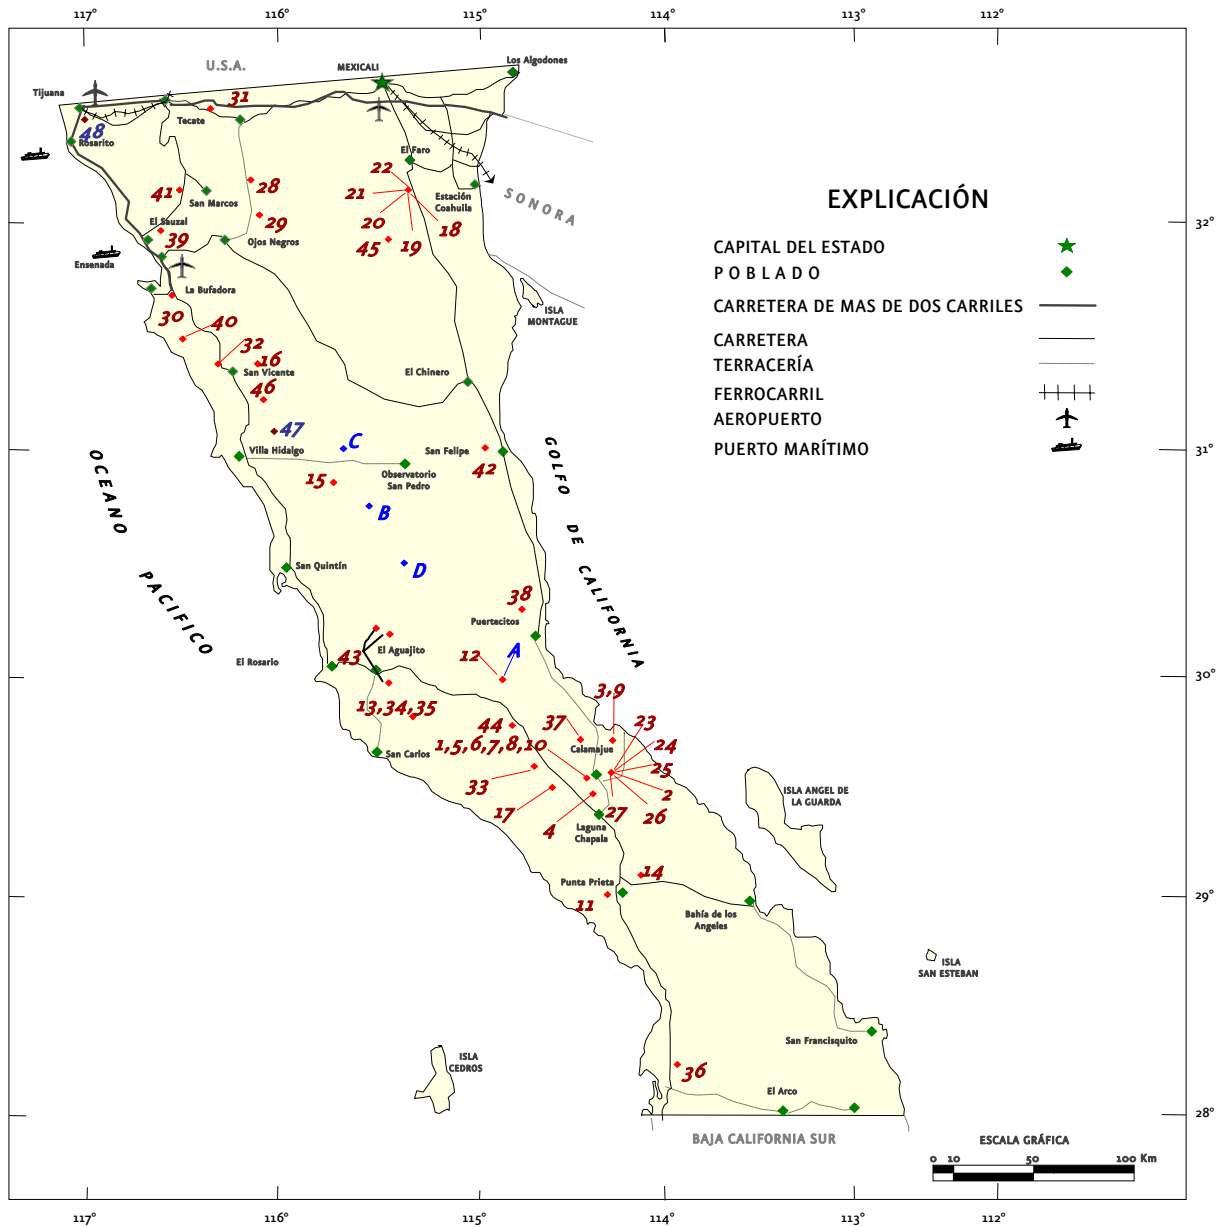 117°
116°
115°
114°
113°
112°
U.S.A.
MEXICALI
Los Algodones
Tijuana
31
Tecate
48
Rosarito
El Faro
22
28
41
21
San Marcos
Estación
Coahuila
SONORA
El Sauzal
29
20
18
19
39
Ojos Negros
45
Ensenada
La Bufadora
30
40
ISLA
MONTAGUE
32
16
San Vicente
El Chinero
46
47
C
Villa Hidalgo
San Felipe
42
Observatorio
San Pedro
15
B
D
San Quintín
38
Puertecitos
OCEANO PACIFICO
GOLFO DE CALIFORNIA
43
El Aguajito
El Rosario
12
A
3,9
13,34,35
44
37
23
1,5,6,7,8,10
Calamajue
24
San Carlos
25
33
2
17
27
26
4
Laguna
Chapala
ISLA ANGEL DE
LA GUARDA
14
Punta Prieta
11
Bahía de los
Angeles
ISLA
SAN ESTEBAN
San Francisquito
ISLA
CEDROS
36
El Arco
BAJA CALIFORNIA SUR
EXPLICACIÓN
CAPITAL DEL ESTADO
POBLADO
CARRETERA DE MAS DE DOS CARRILES
CARRETERA
TERRACERÍA
FERROCARRIL
AEROPUERTO
PUERTO MARÍTIMO
32°
31°
30°
29°
28°
ESCALA GRÁFICA
0 10 50 100 Km
117°
116°
115°
114°
113°
112°